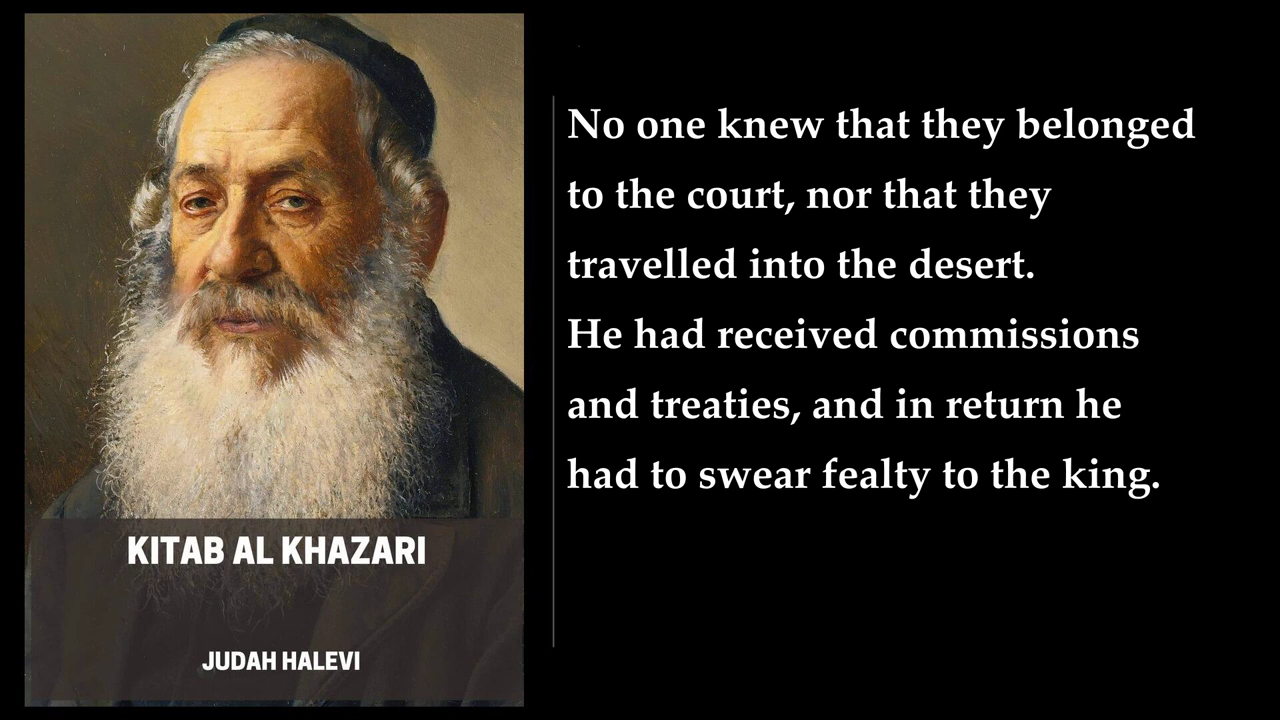 KITAB AL KHAZARI
JUDAH HALEVI
No one knew that they belonged
to the court, nor that they
travelled into the desert.
He had received commissions
and treaties, and in return he
had to swear fealty to the king.